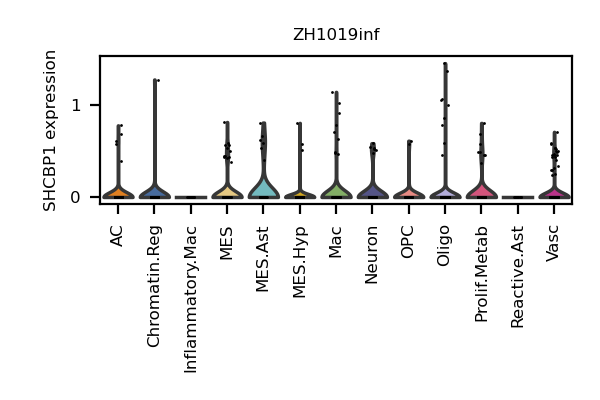 ZH1019inf
SHCBP1 expression
1
0
AC
Chromatin.Reg
Inflammatory.Mac
MES
MES.Ast
MES.Hyp
Mac
Neuron
OPC
Oligo
Prolif.Metab
Reactive.Ast
Vasc